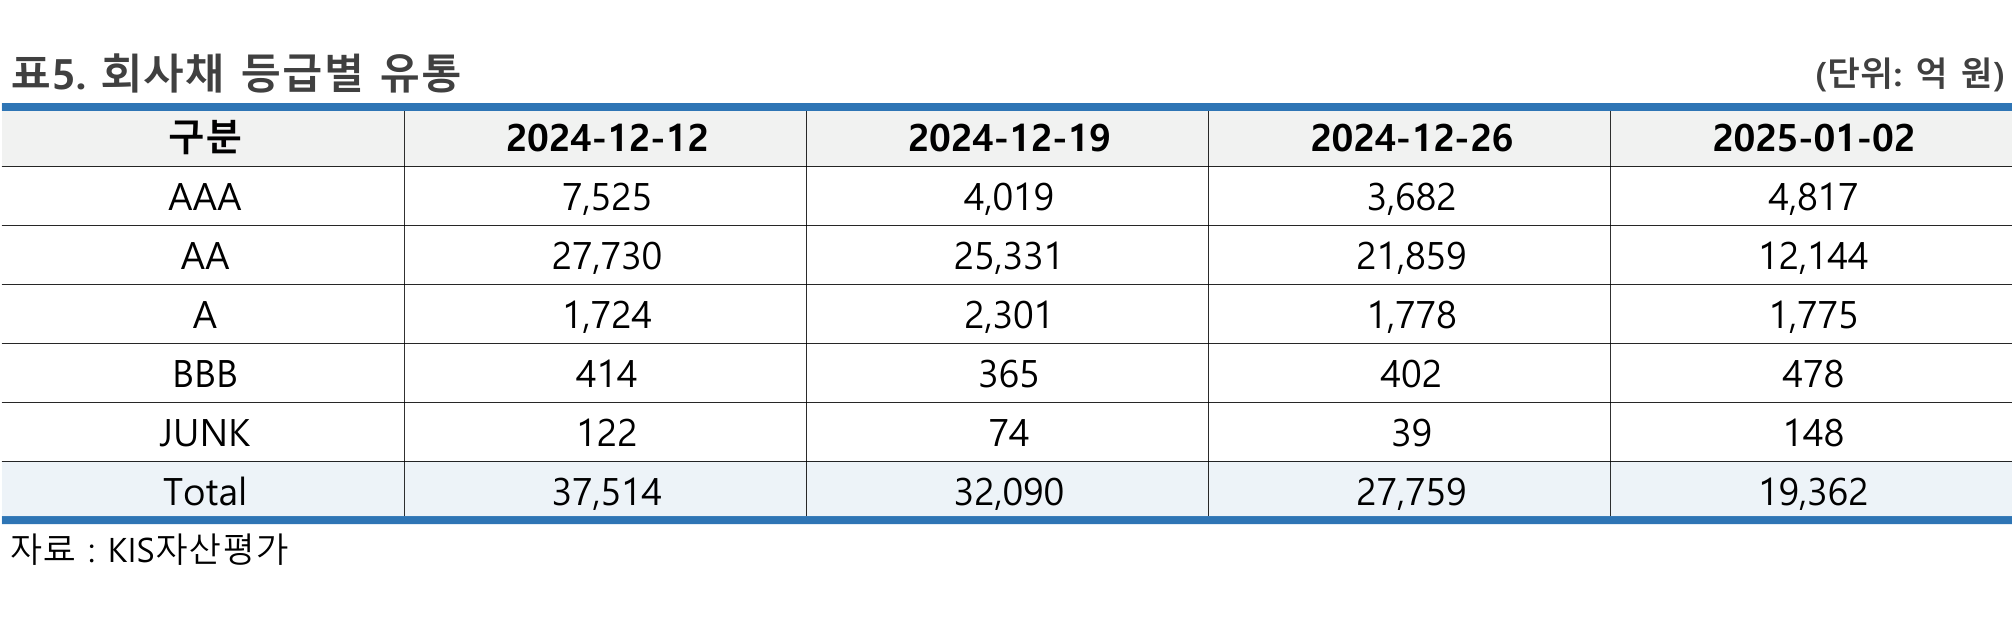 표5. 회사채 등급별 유통 (단위: 억 원)
구분 2024-12-12 2024-12-19 2024-12-26 2025-01-02
AAA 7,525 4,019 3,682 4,817
AA 27,730 25,331 21,859 12,144
A 1,724 2,301 1,778 1,775
BBB 414 365 402 478
JUNK 122 74 39 148
Total 37,514 32,090 27,759 19,362
자료 : KIS자산평가